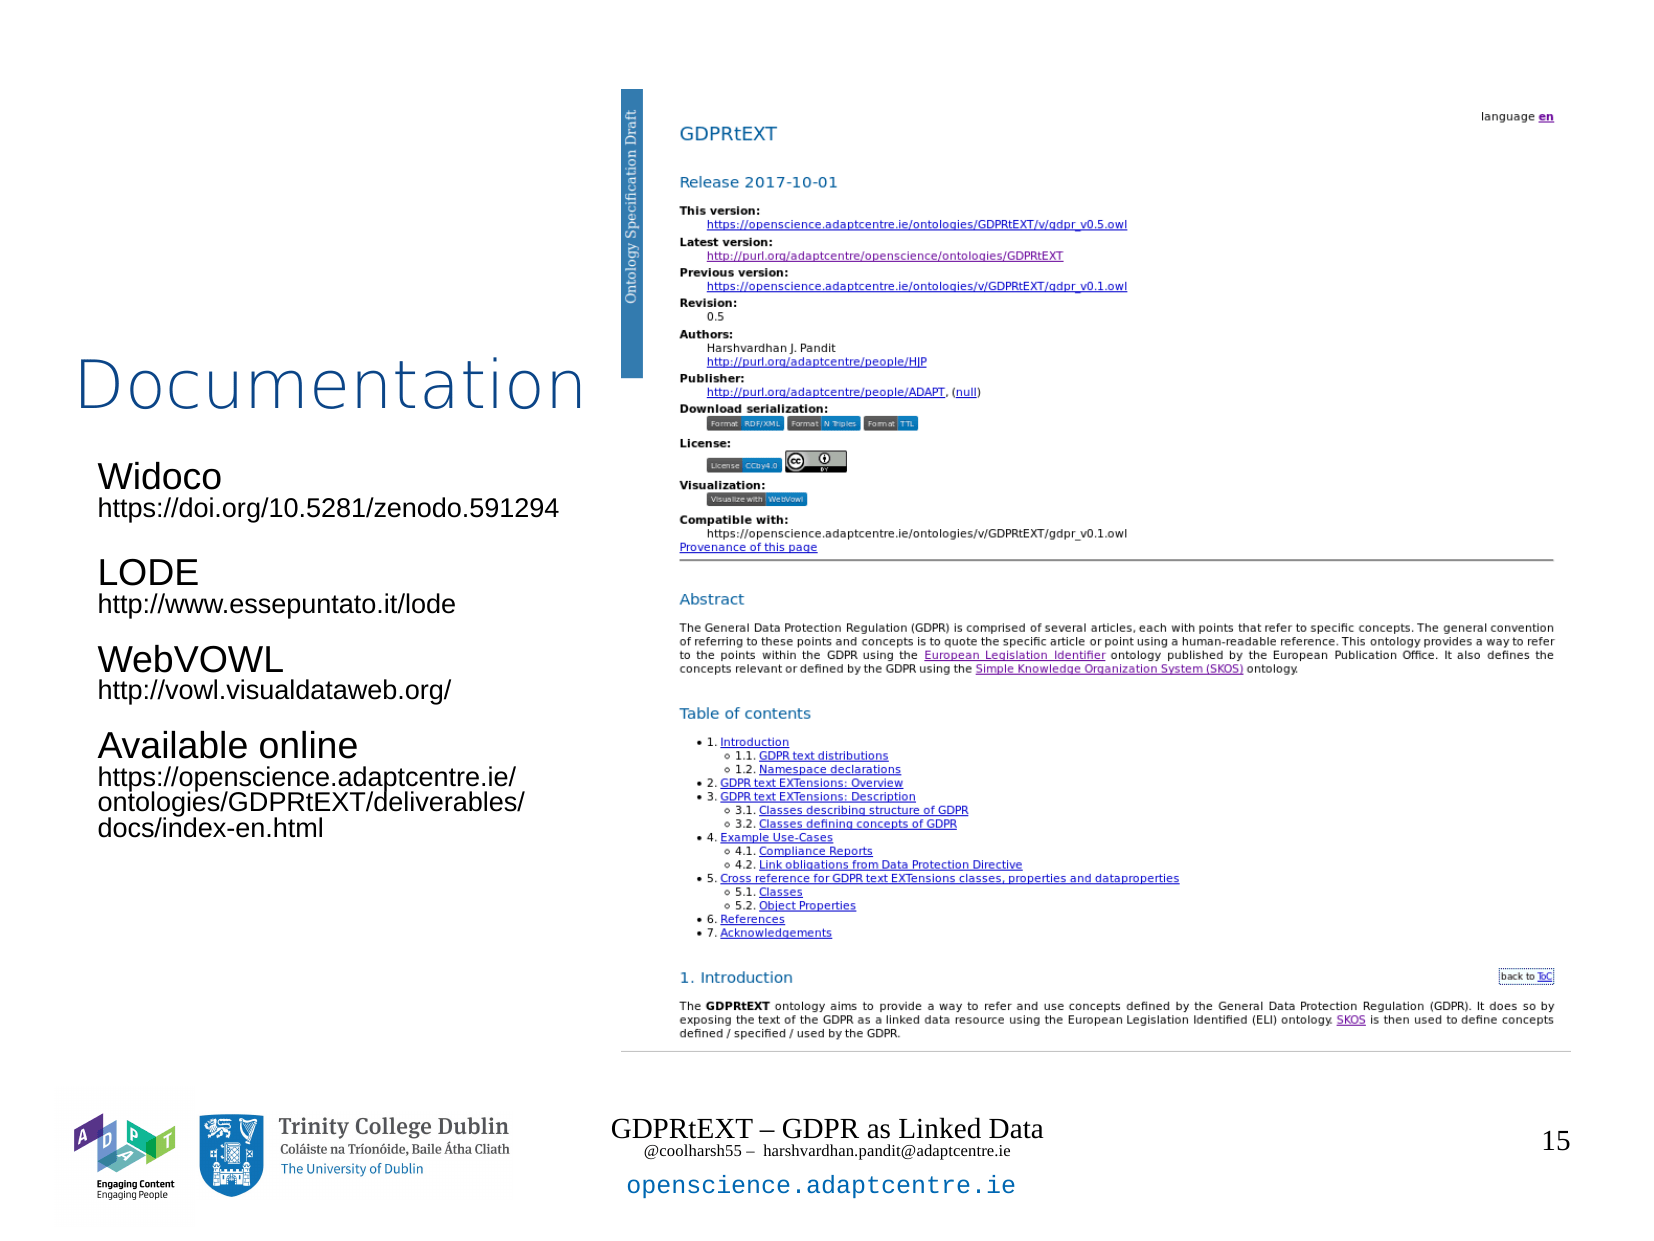 Documentation
Widoco
https://doi.org/10.5281/zenodo.591294
LODE
http://www.essepuntato.it/lode
WebVOWL
http://vowl.visualdataweb.org/
Available online
https://openscience.adaptcentre.ie/
ontologies/GDPRtEXT/deliverables/
docs/index-en.html
Ontology Specification Draft
language en
GDPRtEXT
Release 2017-10-01
This version:
https://openscience.adaptcentre.ie/ontologies/GDPRtEXT/v/gdpr_v0.5.owl
Latest version:
http://purl.org/adaptcentre/openscience/ontologies/GDPRtEXT
Previous version:
https://openscience.adaptcentre.ie/ontologies/v/GDPRtEXT/gdpr_v0.1.owl
Revision:
0.5
Authors:
Harshvardhan J. Pandit
http://purl.org/adaptcentre/people/HJP
Publisher:
http://purl.org/adaptcentre/people/ADAPT, (null)
Download serialization:
Format RDF/XML Format N Triples Format TTL
License:
License CCby4.0 cc BY
Visualization:
Visualize with WebVowl
Compatible with:
https://openscience.adaptcentre.ie/ontologies/v/GDPRtEXT/gdpr_v0.1.owl
Provenance of this page
Abstract
The General Data Protection Regulation (GDPR) is comprised of several articles, each with points that refer to specific concepts. The general convention
of referring to these points and concepts is to quote the specific article or point using a human-readable reference. This ontology provides a way to refer
to the points within the GDPR using the European Legislation Identifier ontology published by the European Publication Office. It also defines the
concepts relevant or defined by the GDPR using the Simple Knowledge Organization System (SKOS) ontology.
Table of contents
• 1. Introduction
◦ 1.1. GDPR text distributions
◦ 1.2. Namespace declarations
• 2. GDPR text EXTensions: Overview
• 3. GDPR text EXTensions: Description
◦ 3.1. Classes describing structure of GDPR
◦ 3.2. Classes defining concepts of GDPR
• 4. Example Use-Cases
◦ 4.1. Compliance Reports
◦ 4.2. Link obligations from Data Protection Directive
• 5. Cross reference for GDPR text EXTensions classes, properties and dataproperties
◦ 5.1. Classes
◦ 5.2. Object Properties
• 6. References
• 7. Acknowledgements
1. Introduction
back to ToC
The GDPRtEXT ontology aims to provide a way to refer and use concepts defined by the General Data Protection Regulation (GDPR). It does so by
exposing the text of the GDPR as a linked data resource using the European Legislation Identified (ELI) ontology. SKOS is then used to define concepts
defined / specified / used by the GDPR.
ADAPT
Engaging Content
Engaging People
Trinity College Dublin
Coláiste na Tríonóide, Baile Átha Cliath
The University of Dublin
GDPRtEXT – GDPR as Linked Data
@coolharsh55 – harshvardhan.pandit@adaptcentre.ie
openscience.adaptcentre.ie
15